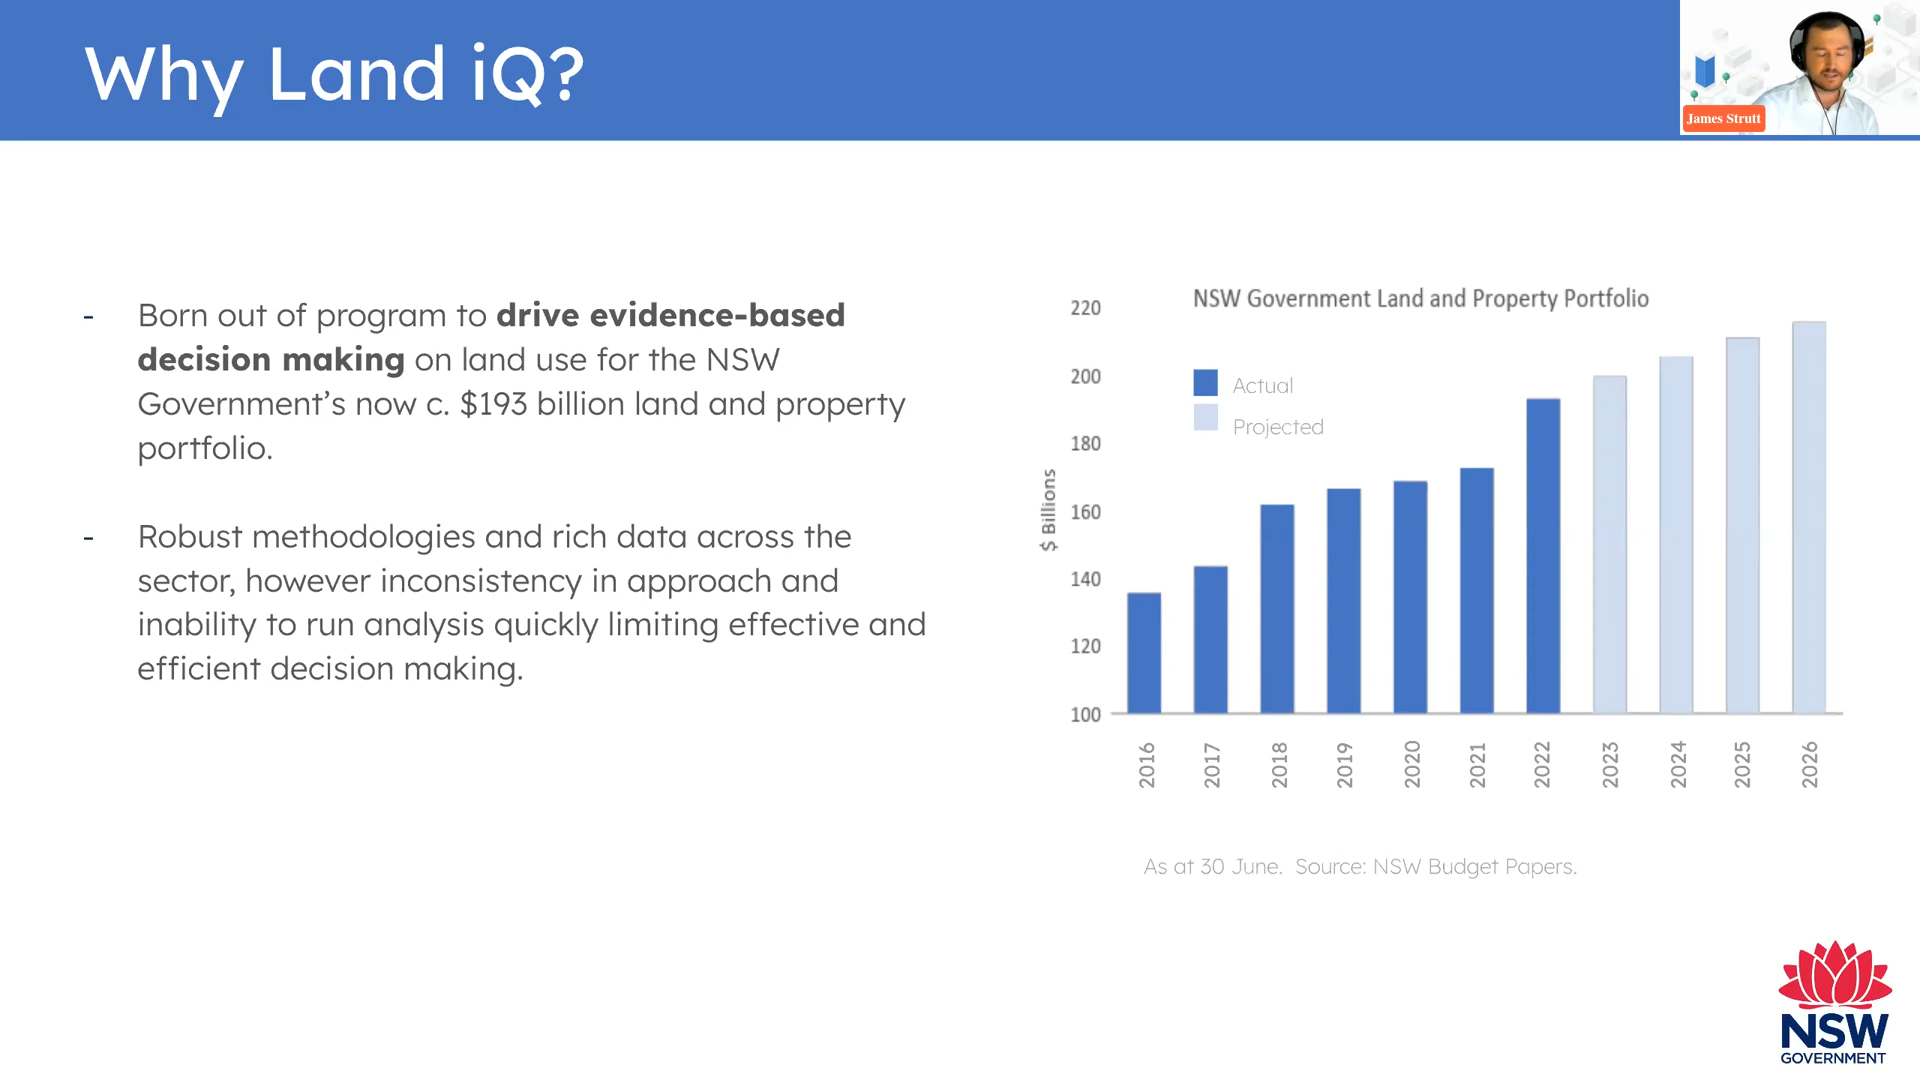 Why Land iQ?
James Strutt
- Born out of program to drive evidence-based
decision making on land use for the NSW
Government’s now c. $193 billion land and property
portfolio.
- Robust methodologies and rich data across the
sector, however inconsistency in approach and
inability to run analysis quickly limiting effective and
efficient decision making.
NSW Government Land and Property Portfolio
Actual
Projected
$ Billions
220
200
180
160
140
120
100
2016 2017 2018 2019 2020 2021 2022 2023 2024 2025 2026
As at 30 June. Source: NSW Budget Papers.
NSW
GOVERNMENT